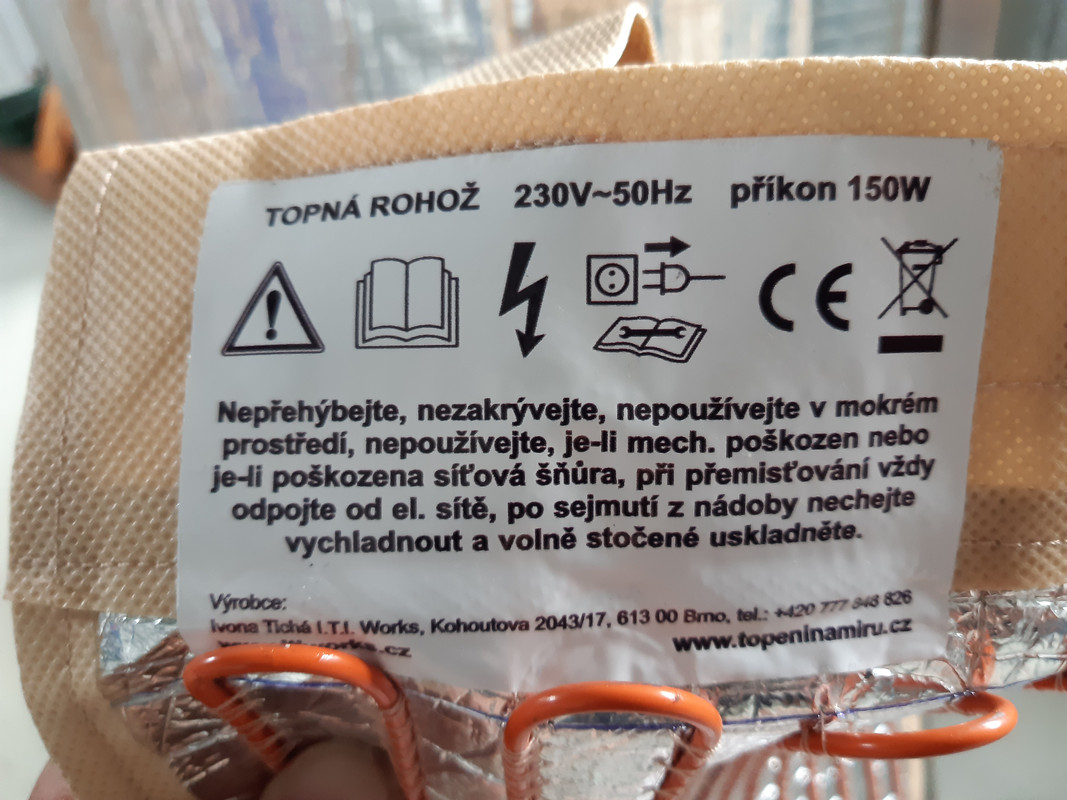 TOPNÁ ROHOŽ 230V~50Hz příkon 150W
CE
Nepřehýbejte, nezakrývejte, nepoužívejte v mokrém
prostředí, nepoužívejte, je-li mech. poškozen nebo
je-li poškozena síťová šňůra, při přemisťování vždy
odpojte od el. sítě, po sejmutí z nádoby nechejte
vychladnout a volně stočené uskladněte.
Výrobce:
Ivona Tichá I.T.I. Works, Kohoutova 2043/17, 613 00 Brno, tel.: +420 777 826
www.topeninamiru.cz